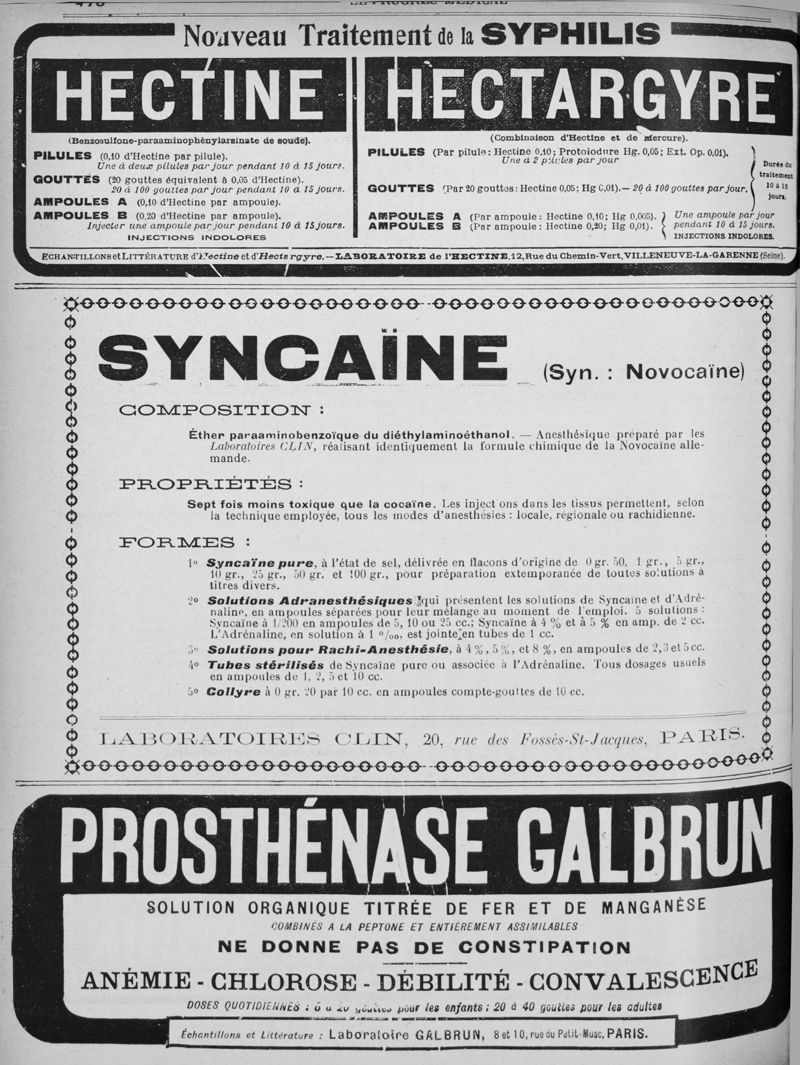 LE PROGRÈS MÉDICAL
Nouveau Traitement de la SYPHILIS
HECTINE
(Benzosulfone-paraaminophénylarsinate de soude).
PILULES (0,10 d'Hectine par pilule).
Une à deux pilules par jour pendant 10 à 15 jours.
GOUTTES (20 gouttes équivalent à 0,05 d'Hectine).
20 à 100 gouttes par jour pendant 10 à 15 jours.
AMPOULES A (0,10 d'Hectine par ampoule).
AMPOULES B (0,20 d'Hectine par ampoule).
Injecter une ampoule par jour pendant 10 à 15 jours.
INJECTIONS INDOLORES
HECTARGYRE
(Combinaison d'Hectine et de Mercure).
PILULES (Par pilule: Hectine 0,10; Protoiodure Hg. 0,05; Ext. Op. 0,01).
Une à 2 pilules par jour
GOUTTES (Par 20 gouttes: Hectine 0,05; Hg 0,01).— 20 à 100 gouttes par jour.
Durée du
traitement
10 à 15
jours.
AMPOULES A (Par ampoule: Hectine 0,10; Hg 0,005).
AMPOULES B (Par ampoule: Hectine 0,20; Hg 0,01).
Une ampoule par jour
pendant 10 à 15 jours.
INJECTIONS INDOLORES.
ECHANTILLONS et LITTÉRATURE d'Hectine et d'Hectargyre.—LABORATOIRE de l'HECTINE, 12, Rue du Chemin-Vert, VILLENEUVE-LA-GARENNE (Seine).
SYNCAÏNE (Syn. : Novocaïne)
COMPOSITION :
Éther paraaminobenzoïque du diéthylaminoéthanol. — Anesthésique préparé par les
Laboratoires CLIN, réalisant identiquement la formule chimique de la Novocaïne alle-
mande.
PROPRIÉTÉS :
Sept fois moins toxique que la cocaïne. Les inject ons dans les tissus permettent, selon
la technique employée, tous les modes d'anesthésies : locale, régionale ou rachidienne.
FORMES :
1º Syncaïne pure, à l'état de sel, délivrée en flacons d'origine de 0 gr. 50, 1 gr., 5 gr.,
10 gr., 25 gr., 50 gr. et 100 gr., pour préparation extemporanée de toutes solutions à
titres divers.
2º Solutions Adranesthésiques qui présentent les solutions de Syncaïne et d'Adré-
naline, en ampoules séparées pour leur mélange au moment de l'emploi. 5 solutions :
Syncaïne à 1/200 en ampoules de 5, 10 ou 25 cc.; Syncaïne à 4 % et à 5 % en amp. de 2 cc.
L'Adrénaline, en solution à 1 º/₀₀, est jointe en tubes de 1 cc.
3º Solutions pour Rachi-Anesthésie, à 4 %, 5 %, et 8 %, en ampoules de 2, 3 et 5 cc.
4º Tubes stérilisés de Syncaïne pure ou associée à l'Adrénaline. Tous dosages usuels
en ampoules de 1, 2, 5 et 10 cc.
5º Collyre à 0 gr. 20 par 10 cc. en ampoules compte-gouttes de 10 cc.
LABORATOIRES CLIN, 20, rue des Fossés-St-Jacques, PARIS.
PROSTHÉNASE GALBRUN
SOLUTION ORGANIQUE TITRÉE DE FER ET DE MANGANÈSE
COMBINÉS A LA PEPTONE ET ENTIÈREMENT ASSIMILABLES
NE DONNE PAS DE CONSTIPATION
ANÉMIE - CHLOROSE - DÉBILITÉ - CONVALESCENCE
DOSES QUOTIDIENNES : à 20 gouttes pour les enfants ; 20 à 40 gouttes pour les adultes
Échantillons et Littérature : Laboratoire GALBRUN, 8 et 10, rue du Petit-Musc, PARIS.